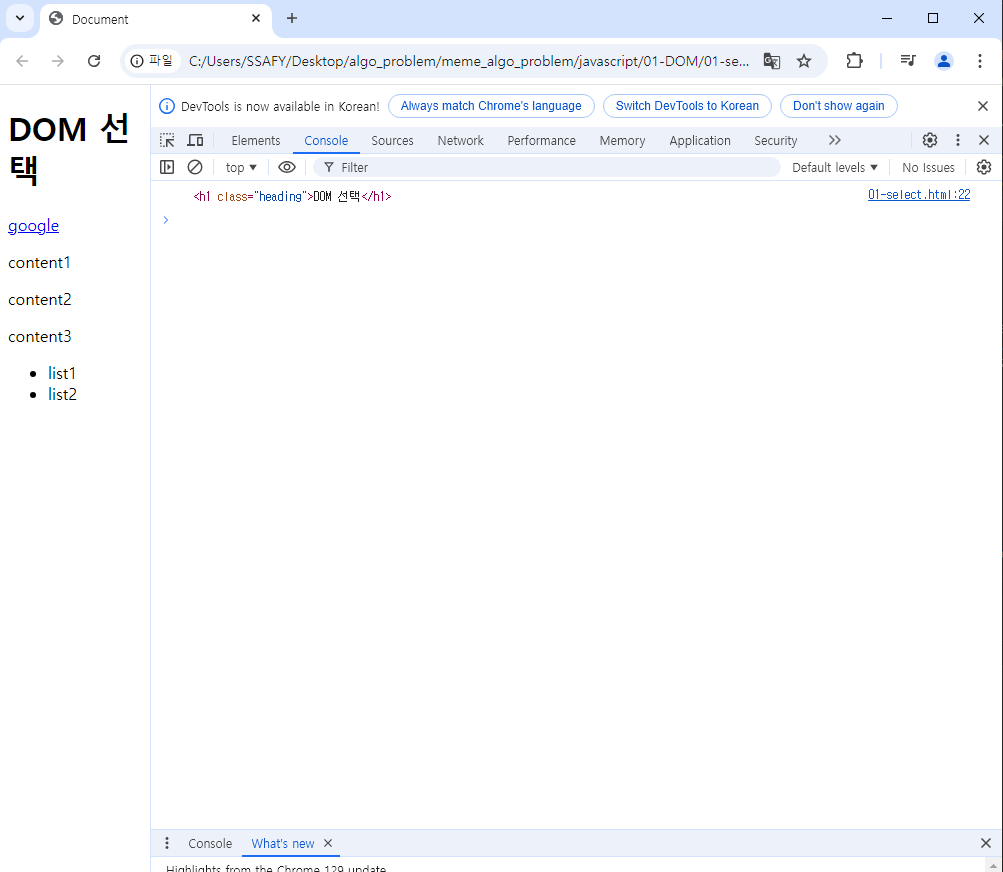 Document
파일 C:/Users/SSAFY/Desktop/algo_problem/meme_algo_problem/javascript/01-DOM/01-se...
DOM 선
택
google
content1
content2
content3
list1
list2
DevTools is now available in Korean! Always match Chrome's language Switch DevTools to Korean Don't show again
Elements Console Sources Network Performance Memory Application Security
top Filter Default levels No Issues
<h1 class="heading">DOM 선택</h1> 01-select.html:22
Console What's new
Highlights from the Chrome 129 update